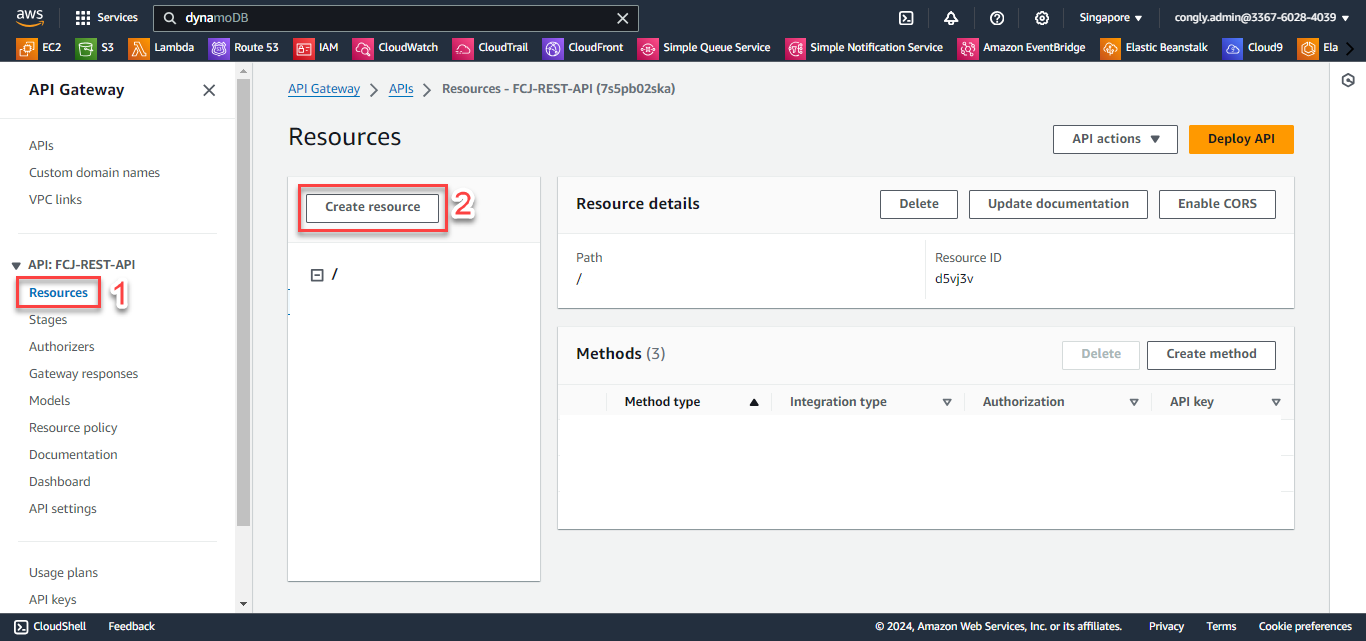 aws Services dynamoDB Singapore congly.admin@3367-6028-4039
EC2 S3 Lambda Route 53 IAM CloudWatch CloudTrail CloudFront Simple Queue Service Simple Notification Service Amazon EventBridge Elastic Beanstalk Cloud9 Ela
API Gateway
APIs
Custom domain names
VPC links
API: FCJ-REST-API
Resources 1
Stages
Authorizers
Gateway responses
Models
Resource policy
Documentation
Dashboard
API settings
Usage plans
API keys
API Gateway > APIs > Resources - FCJ-REST-API (7s5pb02ska)
Resources
API actions Deploy API
Create resource 2
/
Resource details Delete Update documentation Enable CORS
Path Resource ID
/ d5vj3v
Methods (3) Delete Create method
Method type Integration type Authorization API key
CloudShell Feedback © 2024, Amazon Web Services, Inc. or its affiliates. Privacy Terms Cookie preferences